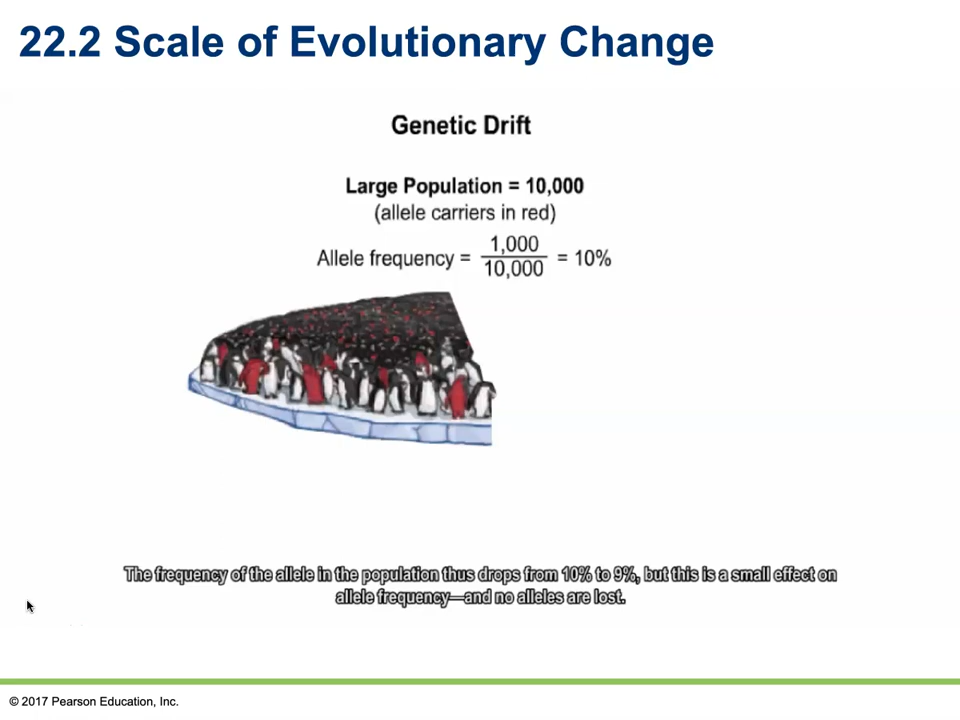 22.2 Scale of Evolutionary Change
Genetic Drift
Large Population = 10,000
(allele carriers in red)
Allele frequency = 1,000 / 10,000 = 10%
The frequency of the allele in the population thus drops from 10% to 9%, but this is a small effect on
allele frequency—and no alleles are lost.
© 2017 Pearson Education, Inc.